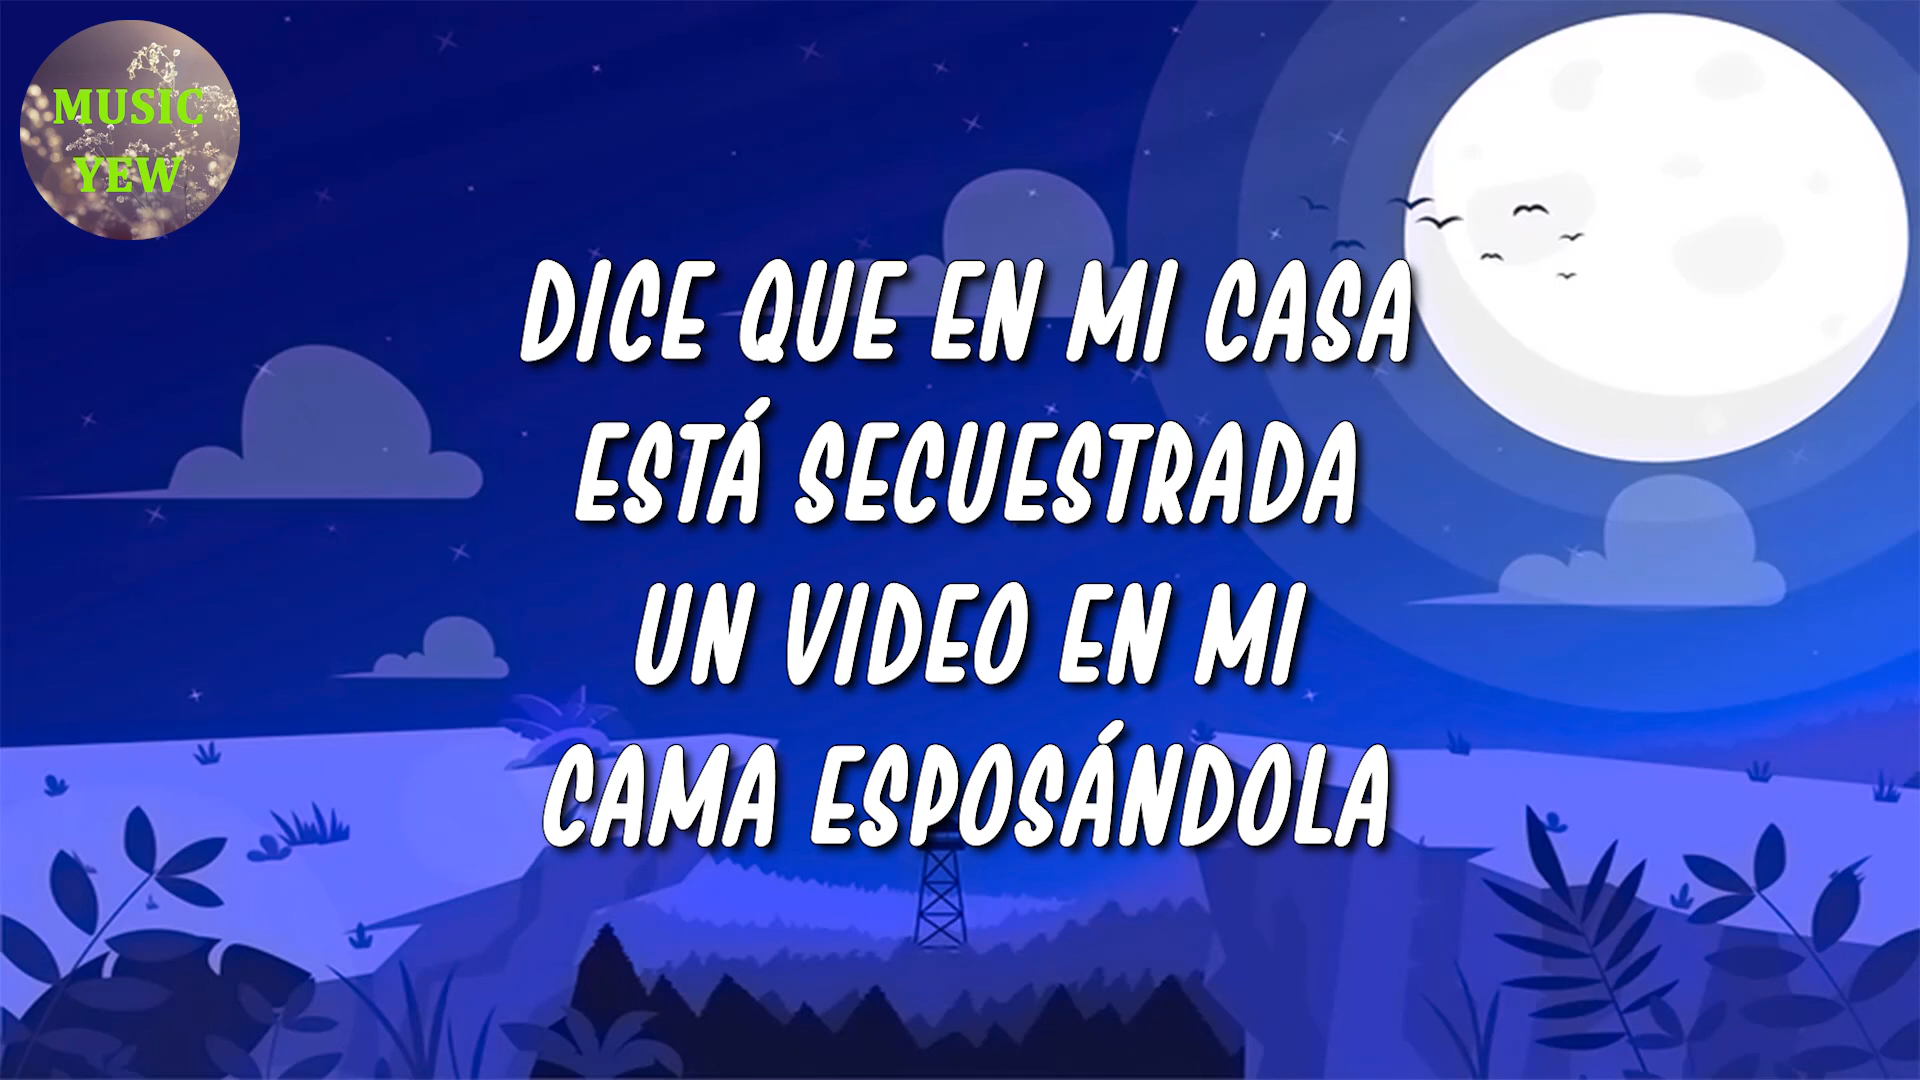 MUSIC
YEW
DICE QUE EN MI CASA
ESTÁ SECUESTRADA
UN VIDEO EN MI
CAMA ESPOSÁNDOLA